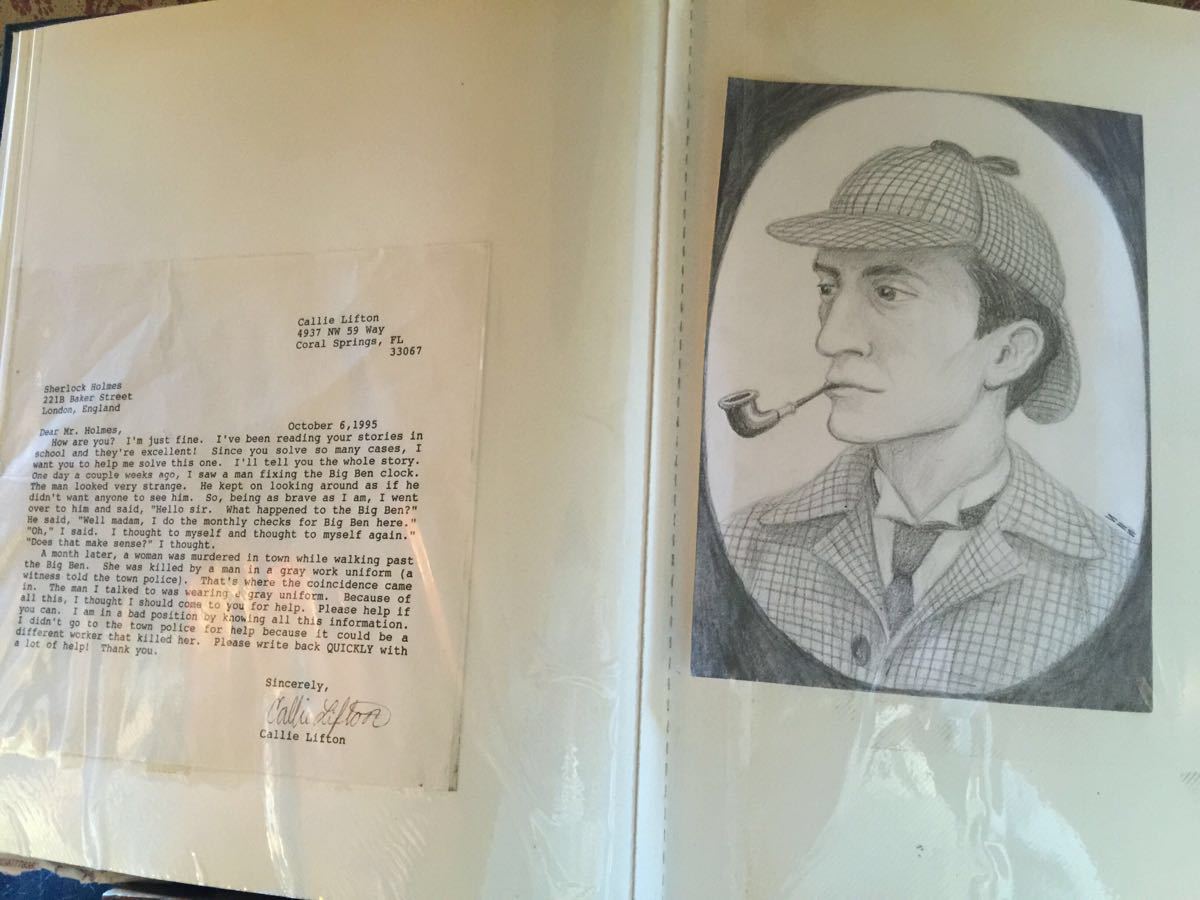 Callie Lifton
4937 NW 59 Way
Coral Springs, FL
33067
Sherlock Holmes
221B Baker Street
London, England
October 6,1995
Dear Mr. Holmes,
How are you? I'm just fine. I've been reading your stories in
school and they're excellent! Since you solve so many cases, I
want you to help me solve this one. I'll tell you the whole story.
One day a couple weeks ago, I saw a man fixing the Big Ben clock.
The man looked very strange. He kept on looking around as if he
didn't want anyone to see him. So, being as brave as I am, I went
over to him and said, "Hello sir. What happened to the Big Ben?"
He said, "Well madam, I do the monthly checks for Big Ben here."
"Oh," I said. I thought to myself and thought to myself again."
"Does that make sense?" I thought.
A month later, a woman was murdered in town while walking past
the Big Ben. She was killed by a man in a gray work uniform (a
witness told the town police). That's where the coincidence came
in. The man I talked to was wearing a gray uniform. Because of
all this, I thought I should come to you for help. Please help if
you can. I am in a bad position by knowing all this information.
I didn't go to the town police for help because it could be a
different worker that killed her. Please write back QUICKLY with
a lot of help! Thank you.
Sincerely,
Callie Lifton
Callie Lifton